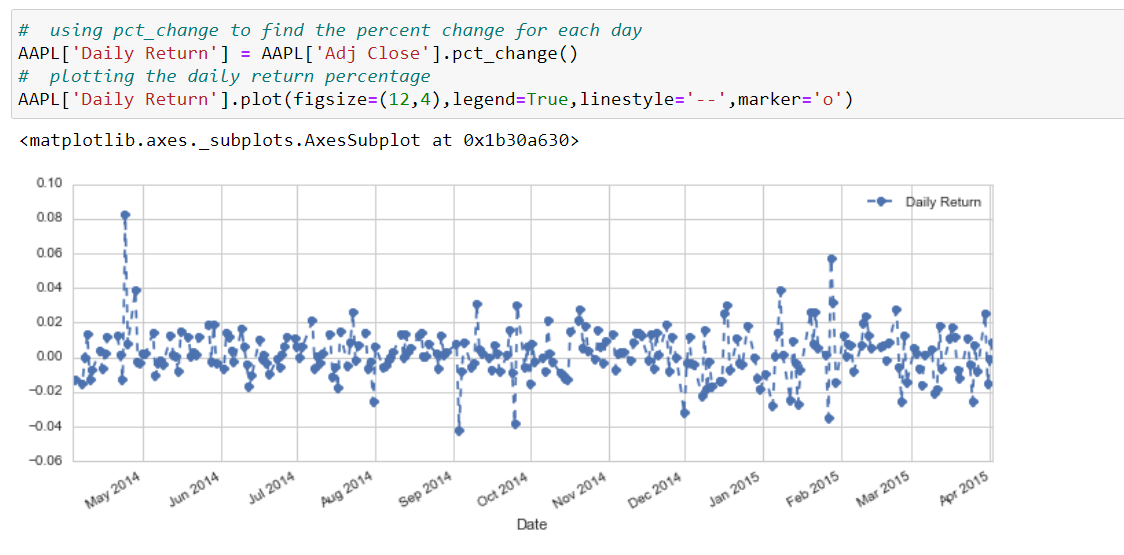 #  using pct_change to find the percent change for each day
AAPL['Daily Return'] = AAPL['Adj Close'].pct_change()
#  plotting the daily return percentage
AAPL['Daily Return'].plot(figsize=(12,4),legend=True,linestyle='--',marker='o')
<matplotlib.axes._subplots.AxesSubplot at 0x1b30a630>
0.10
Daily Return
0.08
0.06
0.04
0.02
0.00
−0.02
−0.04
−0.06
May 2014
Jun 2014
Jul 2014
Aug 2014
Sep 2014
Oct 2014
Nov 2014
Dec 2014
Jan 2015
Feb 2015
Mar 2015
Apr 2015
Date